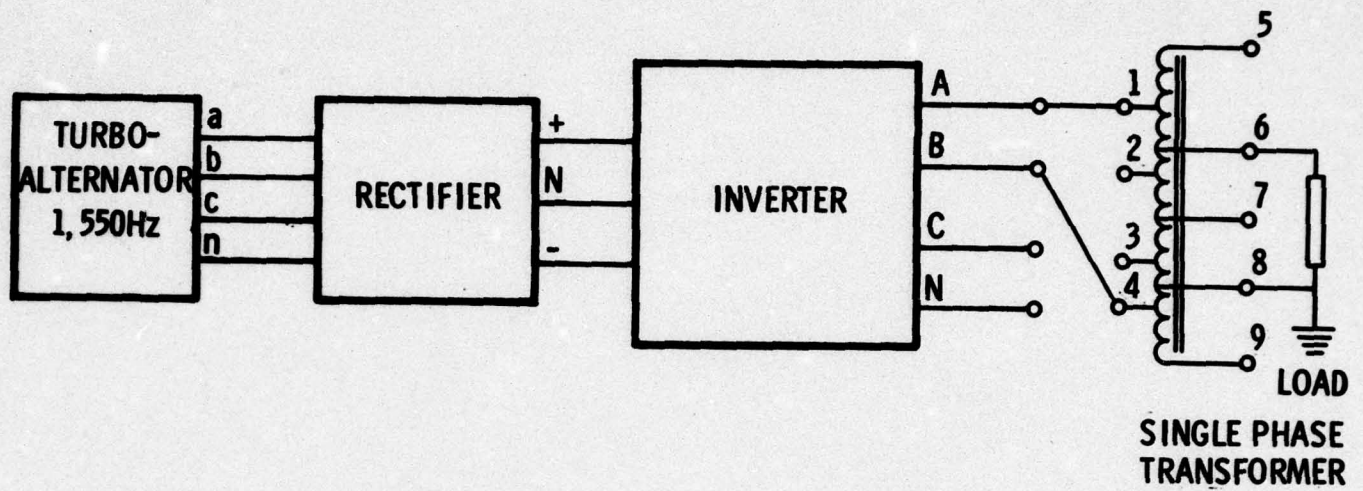 TURBO-
ALTERNATOR
1,550Hz
a
b
c
n
RECTIFIER
+
N
-
INVERTER
A
B
C
N
1
2
3
4
5
6
7
8
9
LOAD
SINGLE PHASE
TRANSFORMER